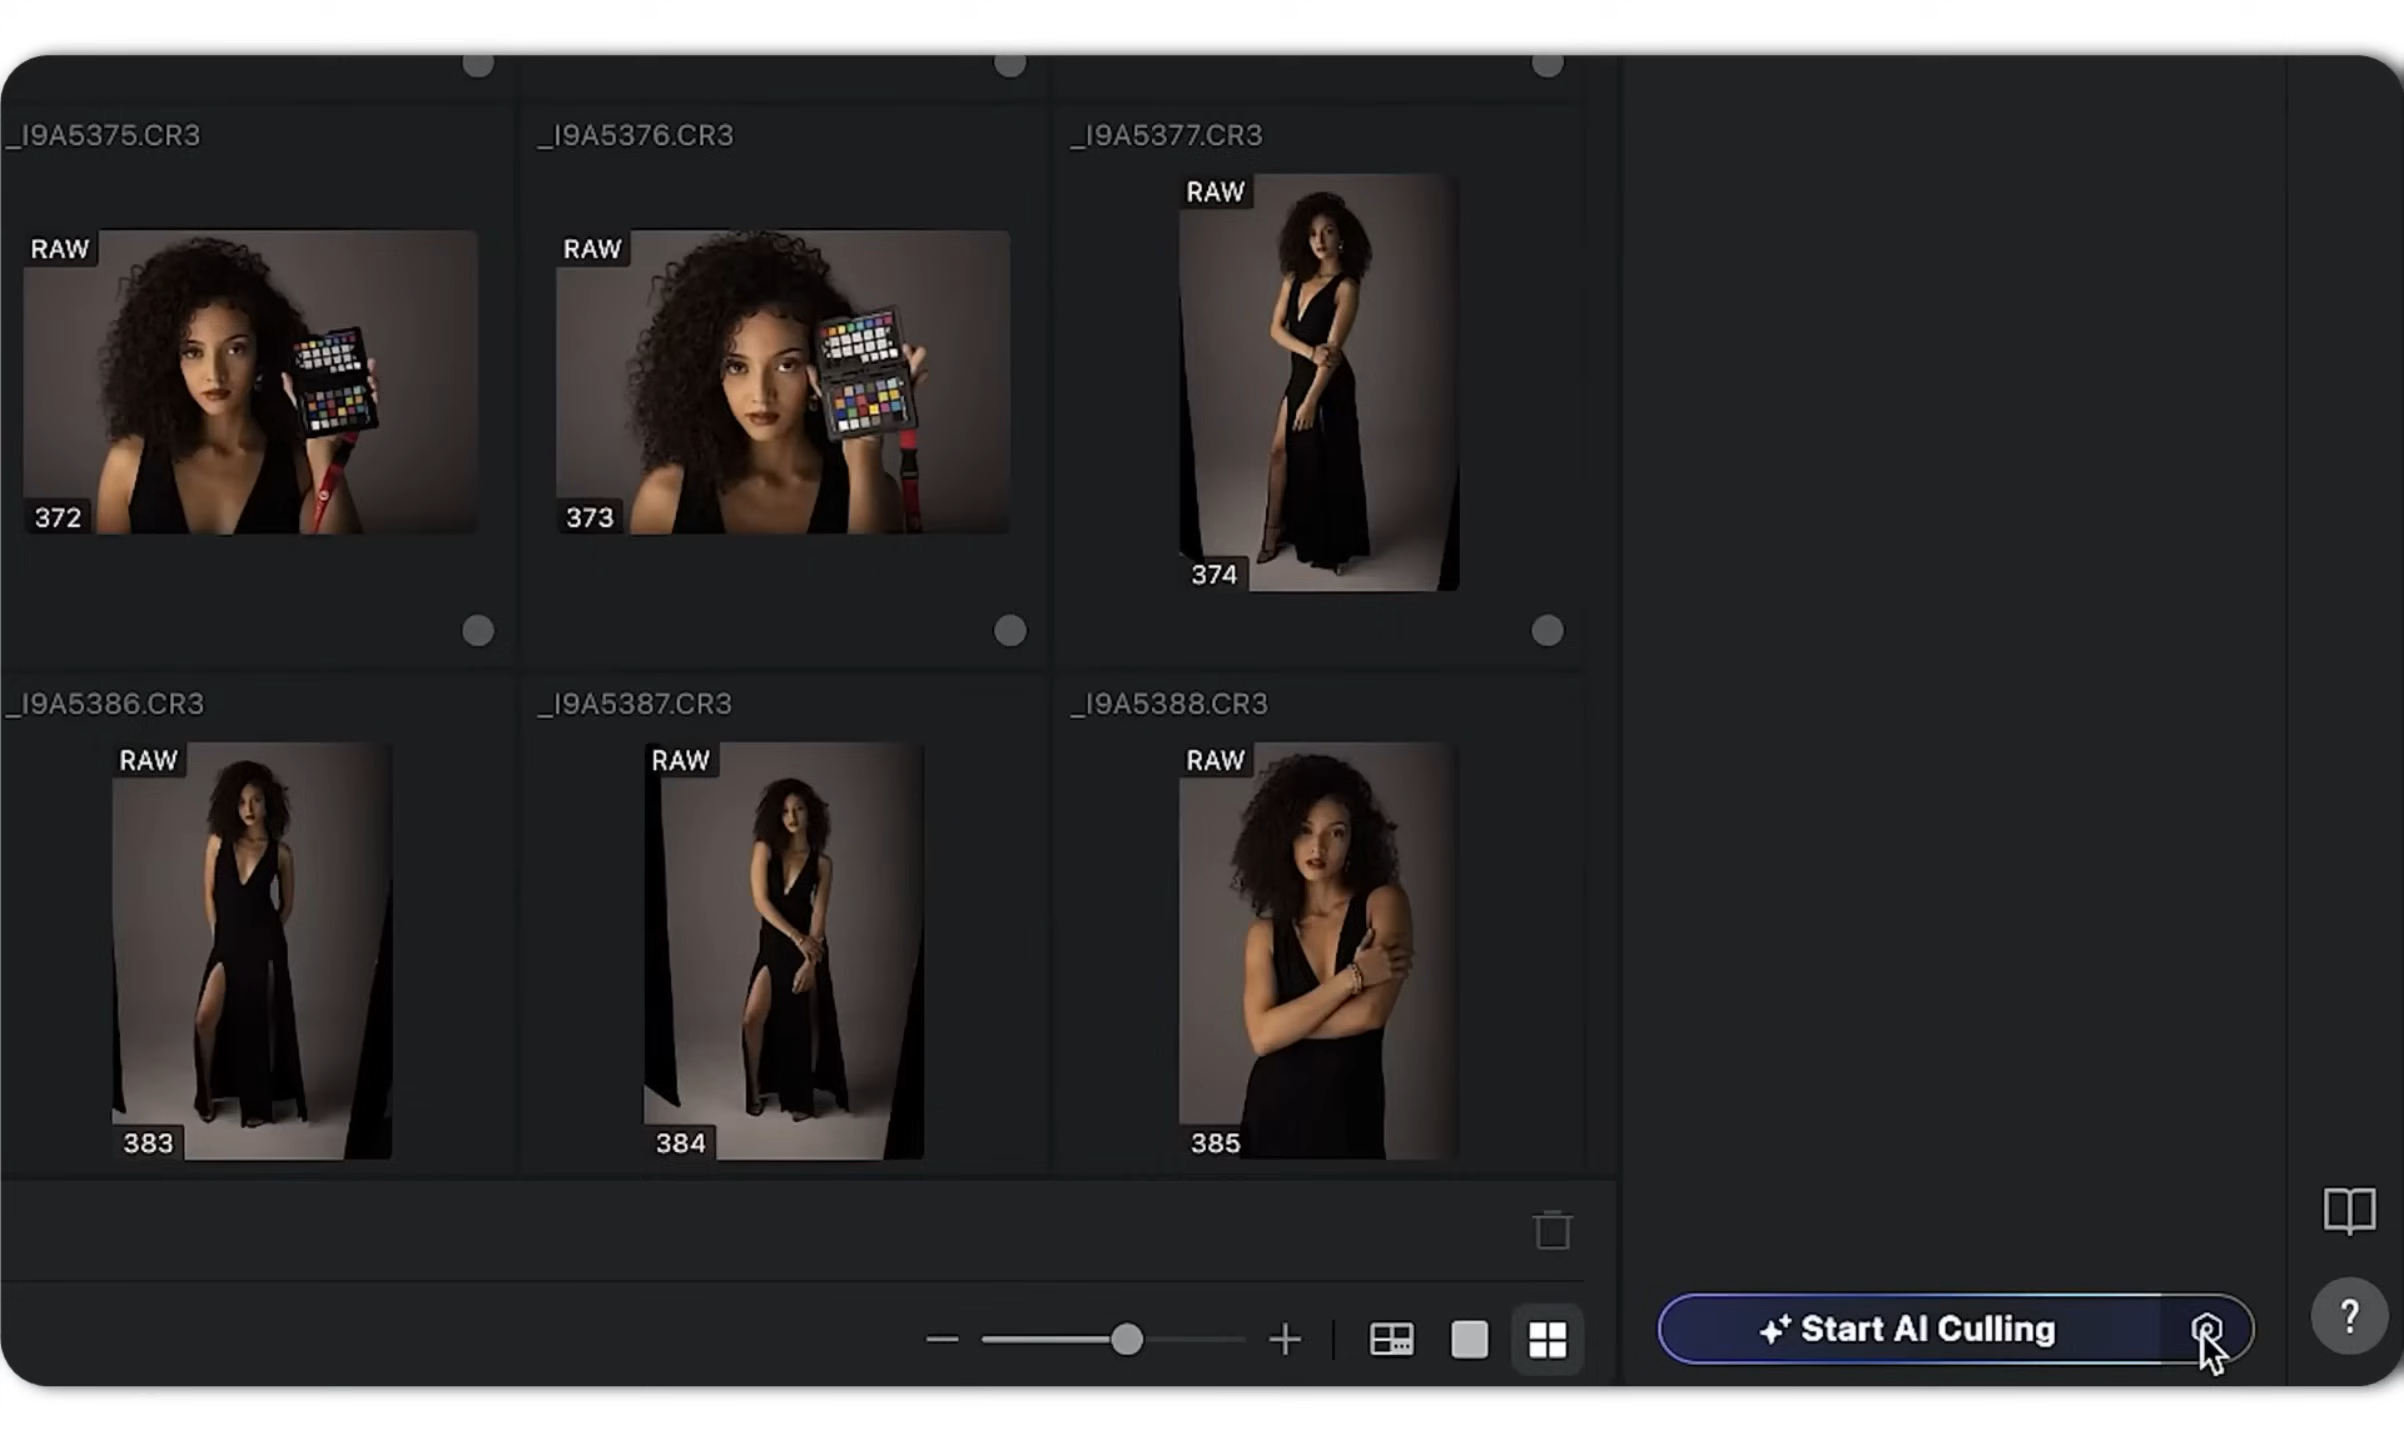 _I9A5375.CR3
_I9A5376.CR3
_I9A5377.CR3
RAW
RAW
RAW
372
373
374
_I9A5386.CR3
_I9A5387.CR3
_I9A5388.CR3
RAW
RAW
RAW
383
384
385
Start AI Culling
?